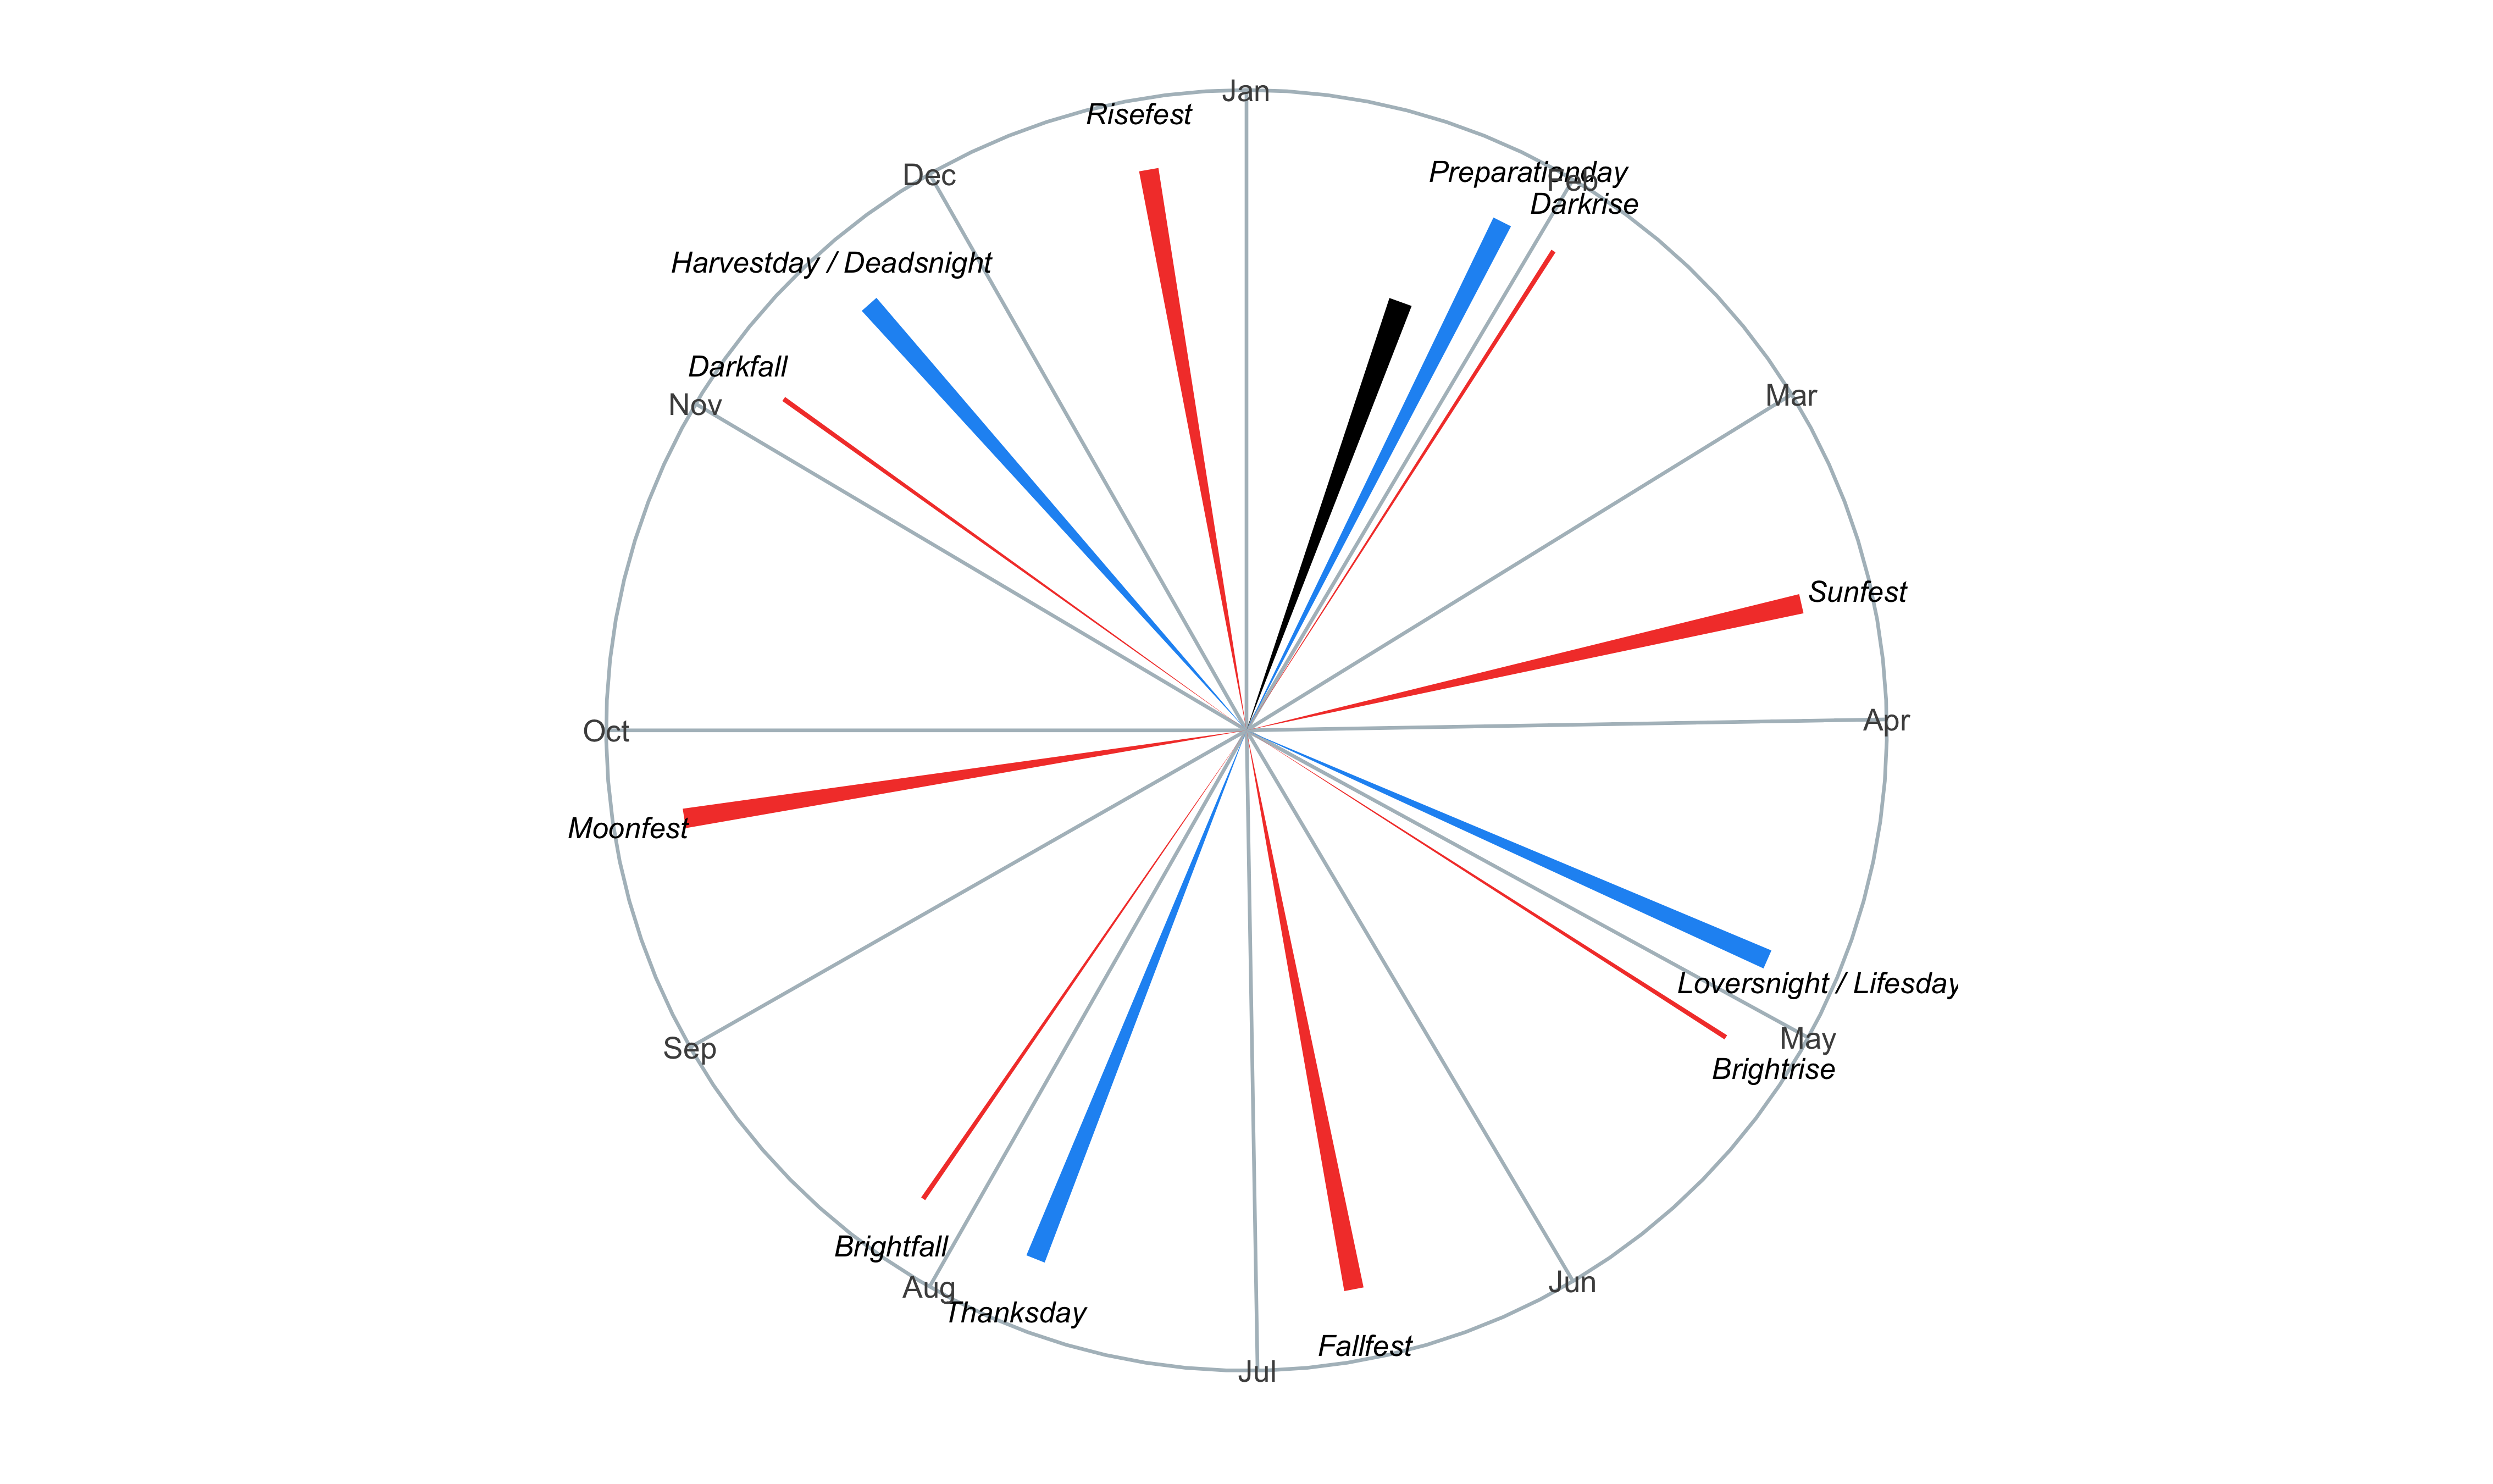 Jan
Risefest
Preparationday
Dec
Feb
Darkrise
Harvestday / Deadsnight
Darkfall
Mar
Nov
Sunfest
Apr
Oct
Moonfest
Loversnight / Lifesday
May
Sep
Brightrise
Brightfall
Jun
Aug
Thanksday
Fallfest
Jul